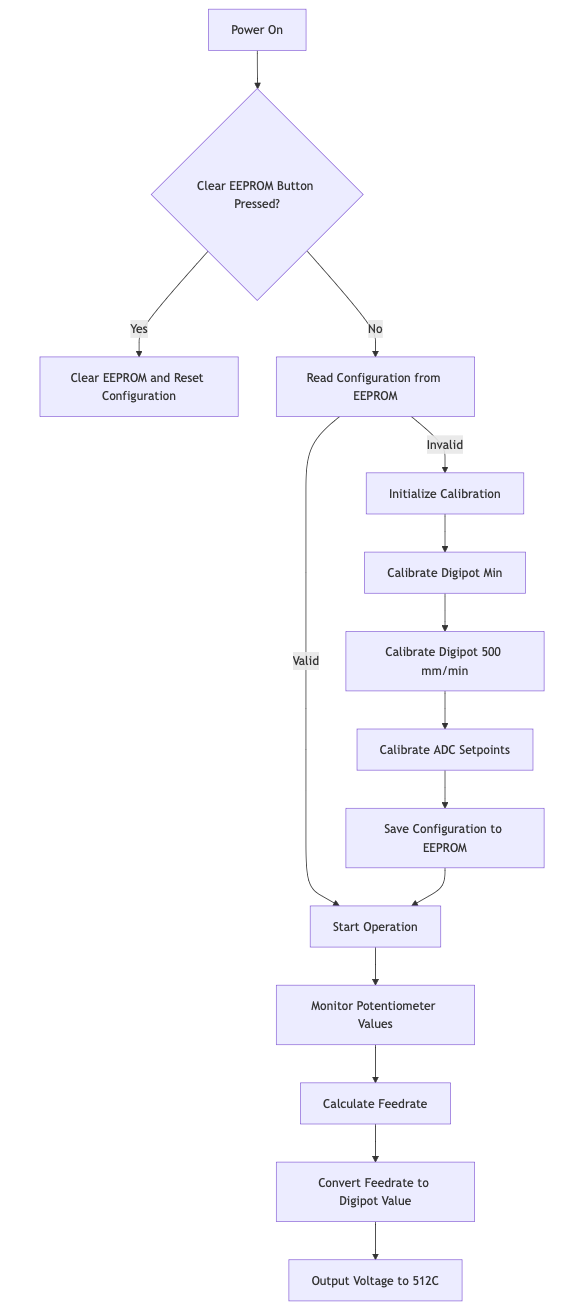 Power On
Clear EEPROM Button
Pressed?
Yes
No
Clear EEPROM and Reset
Configuration
Read Configuration from
EEPROM
Invalid
Initialize Calibration
Calibrate Digipot Min
Calibrate Digipot 500
mm/min
Valid
Calibrate ADC Setpoints
Save Configuration to
EEPROM
Start Operation
Monitor Potentiometer
Values
Calculate Feedrate
Convert Feedrate to
Digipot Value
Output Voltage to 512C